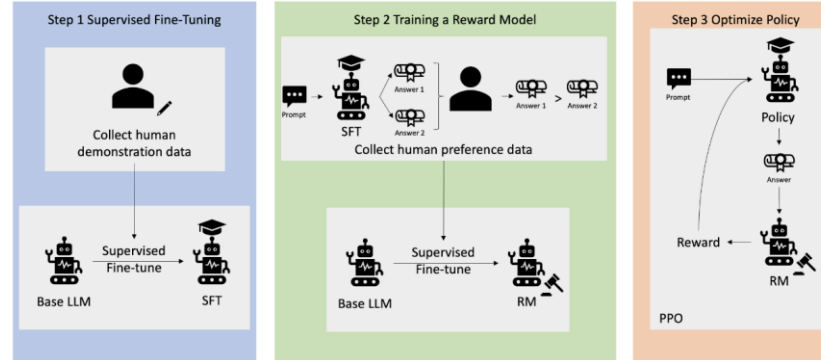 Step 1 Supervised Fine-Tuning
Collect human
demonstration data
Base LLM
Supervised
Fine-tune
SFT
Step 2 Training a Reward Model
Prompt
SFT
Answer 1
Answer 2
Answer 1 > Answer 2
Collect human preference data
Base LLM
Supervised
Fine-tune
RM
Step 3 Optimize Policy
Prompt
Policy
Answer
Reward
RM
PPO